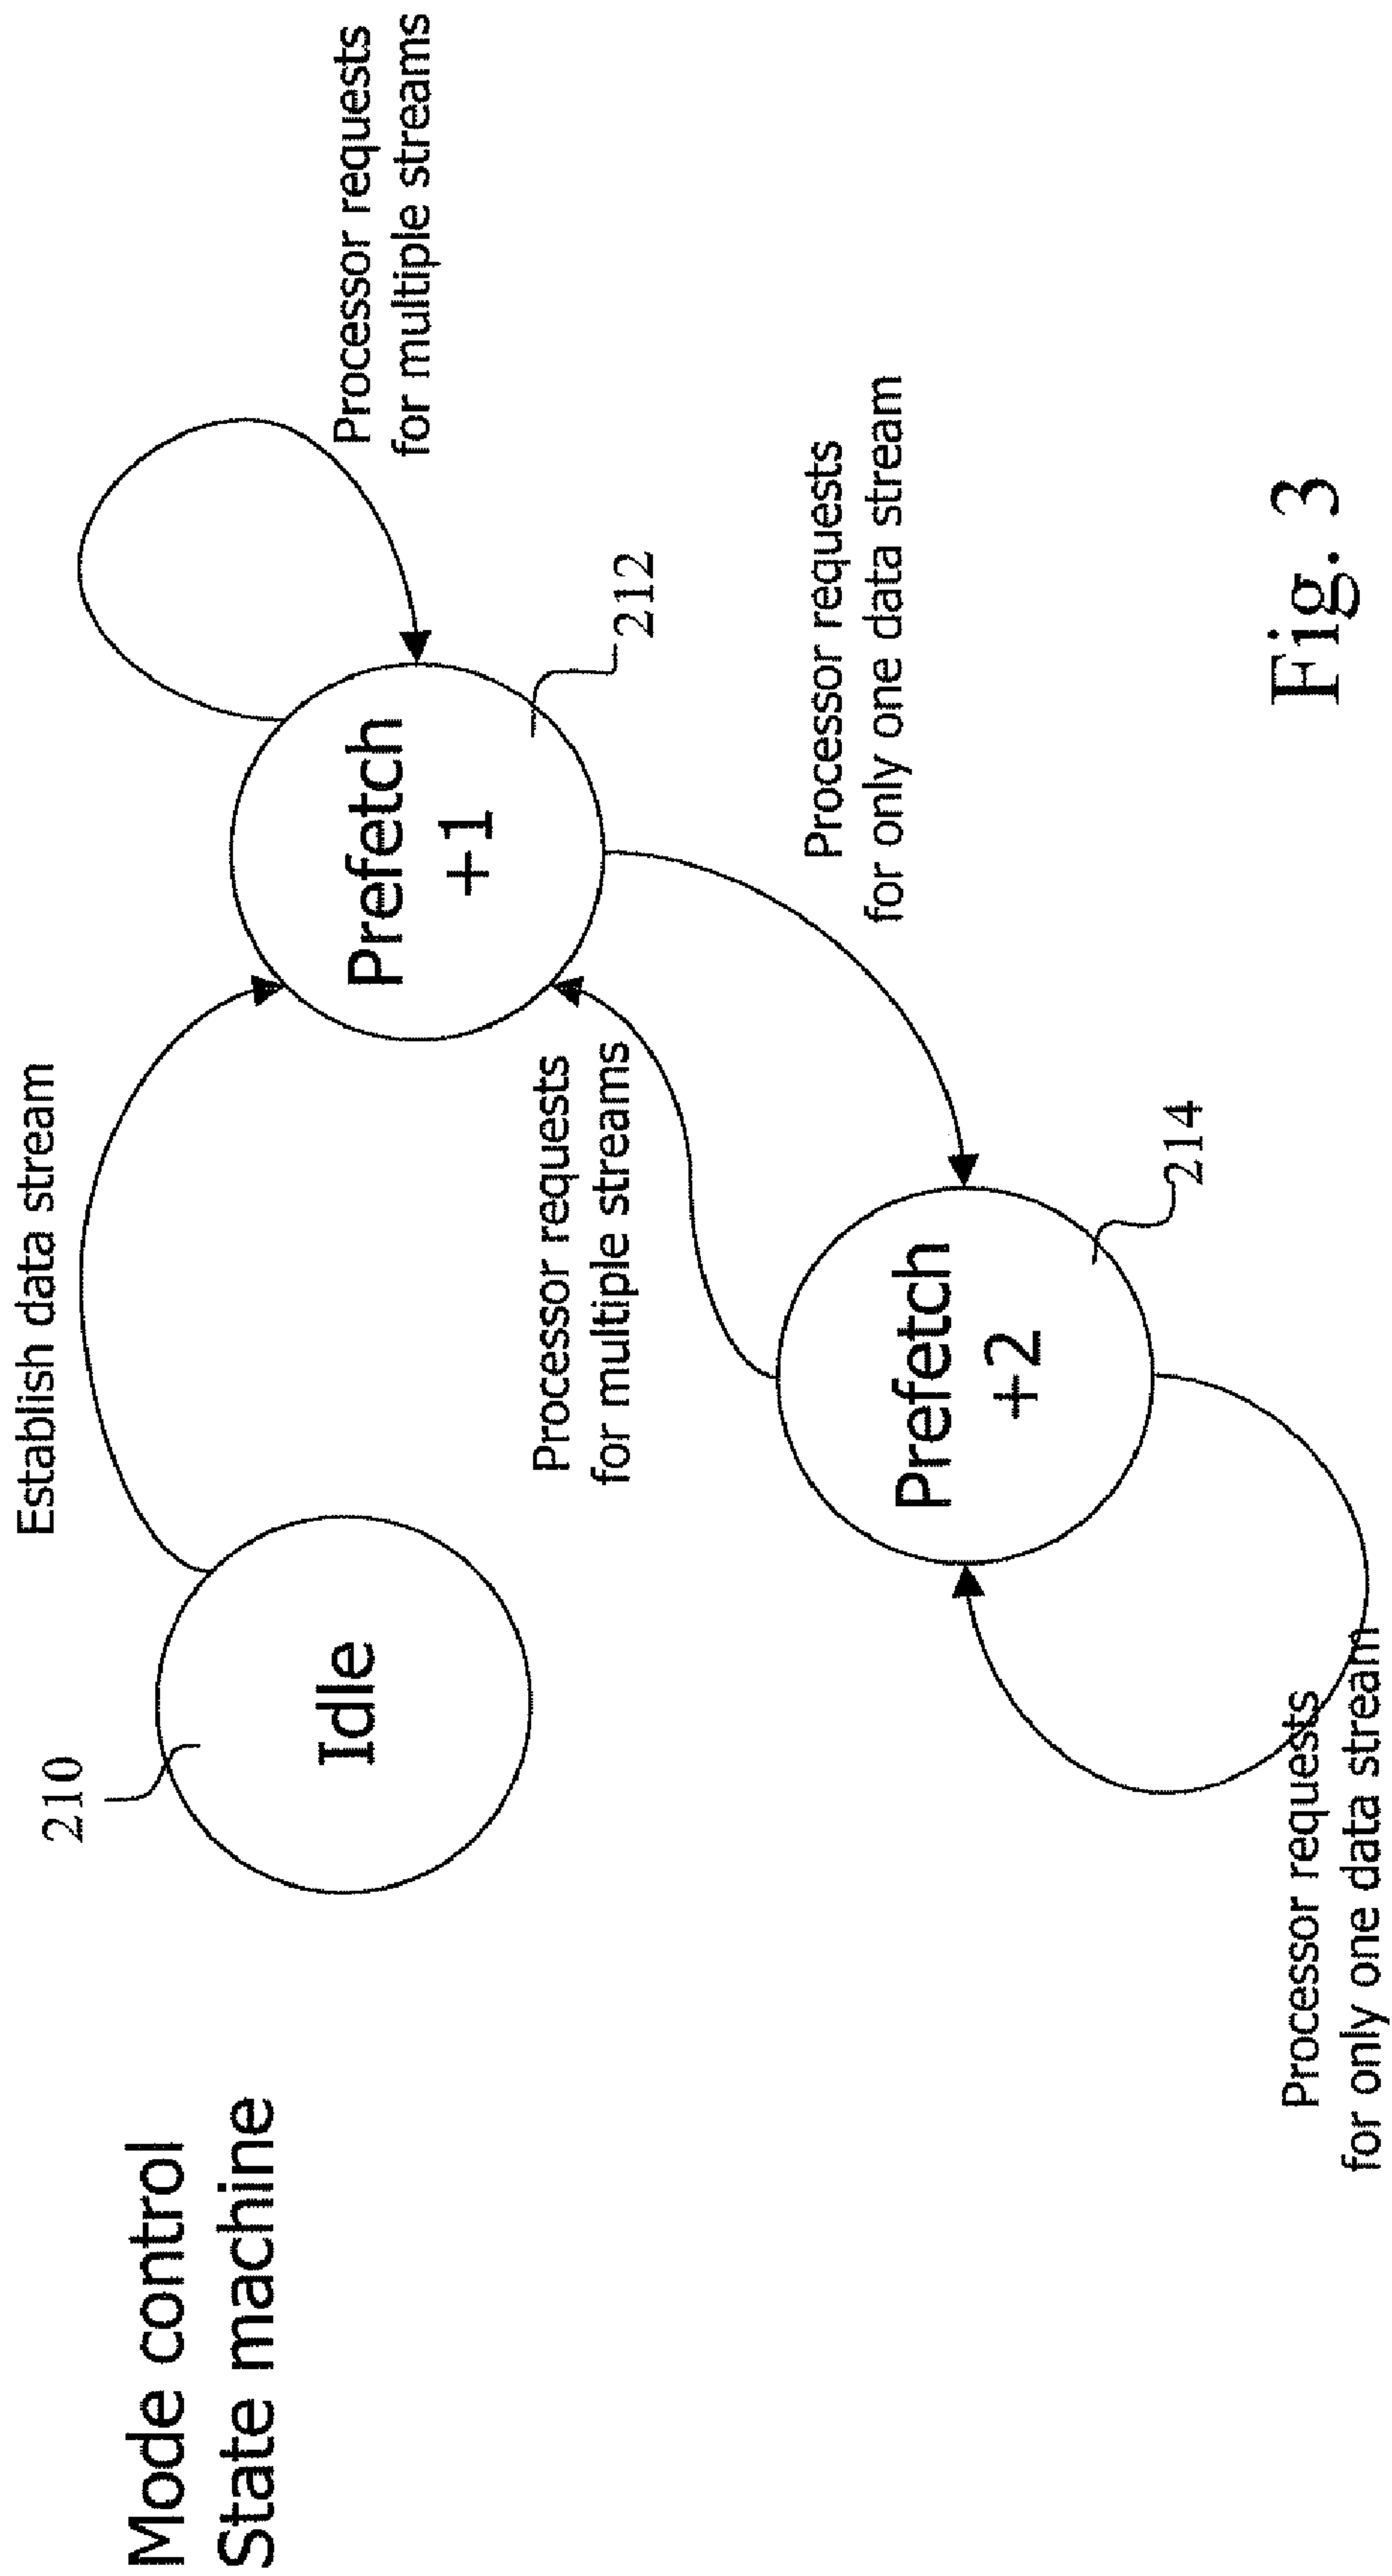 Mode control
State machine
210
Idle
Establish data stream
Prefetch
+1
212
Processor requests
for multiple streams
Processor requests
for multiple streams
Processor requests
for only one data stream
Prefetch
+2
214
Processor requests
for only one data stream
Fig. 3